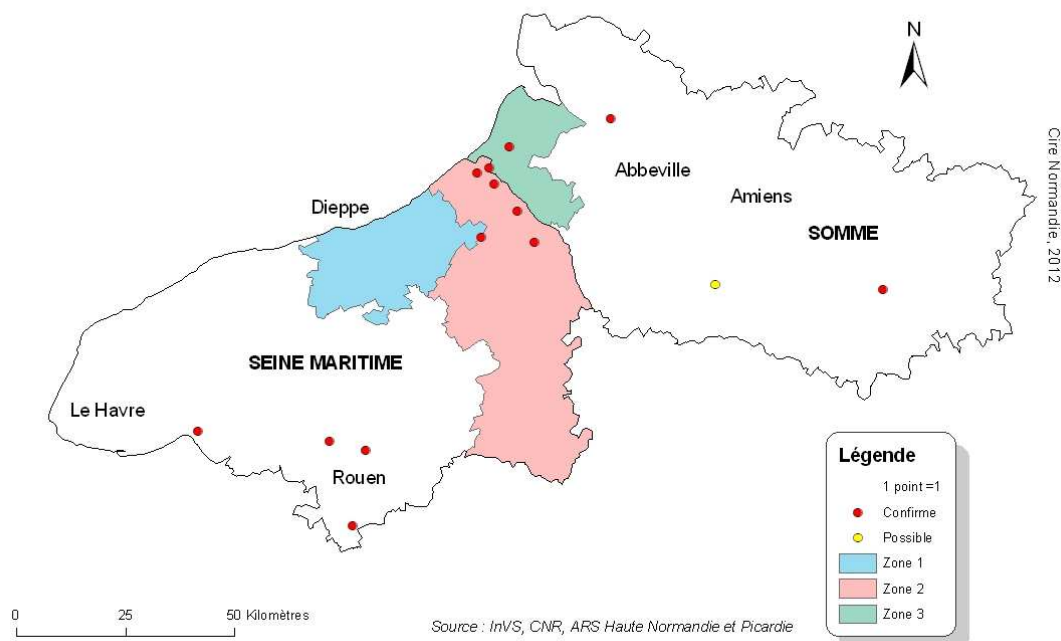 N
Cire Normandie, 2012
Abbeville
Amiens
Dieppe
SOMME
SEINE MARITIME
Le Havre
Rouen
Légende
1 point =1
Confirme
Possible
Zone 1
Zone 2
Zone 3
0 25 50 Kilomètres
Source : InVS, CNR, ARS Haute Normandie et Picardie